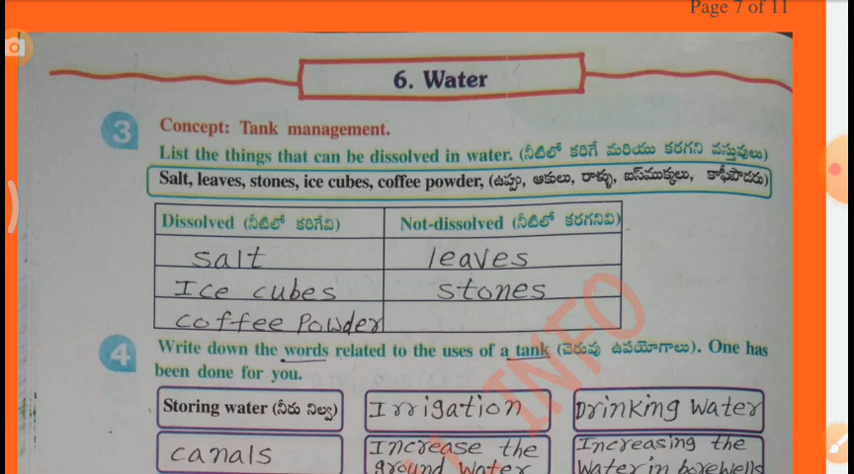 Page 7 of 11
6. Water
3 Concept: Tank management.
List the things that can be dissolved in water. (నీటిలో కరిగే మరియు కరగని వస్తువులు)
Salt, leaves, stones, ice cubes, coffee powder, (ఉప్పు, ఆకులు, రాళ్ళు, ఐస్‌ముక్కలు, కాఫీపొడరు)
Dissolved (నీటిలో కరిగేవి) Not-dissolved (నీటిలో కరగనివి)
salt leaves
Ice cubes stones
coffee Powder
INFO
4 Write down the words related to the uses of a tank (చెరువు ఉపయోగాలు). One has
been done for you.
Storing water (నీరు నిల్వ) Irrigation Drinking Water
canals Increase the Increasing the
ground Water Water in borewells